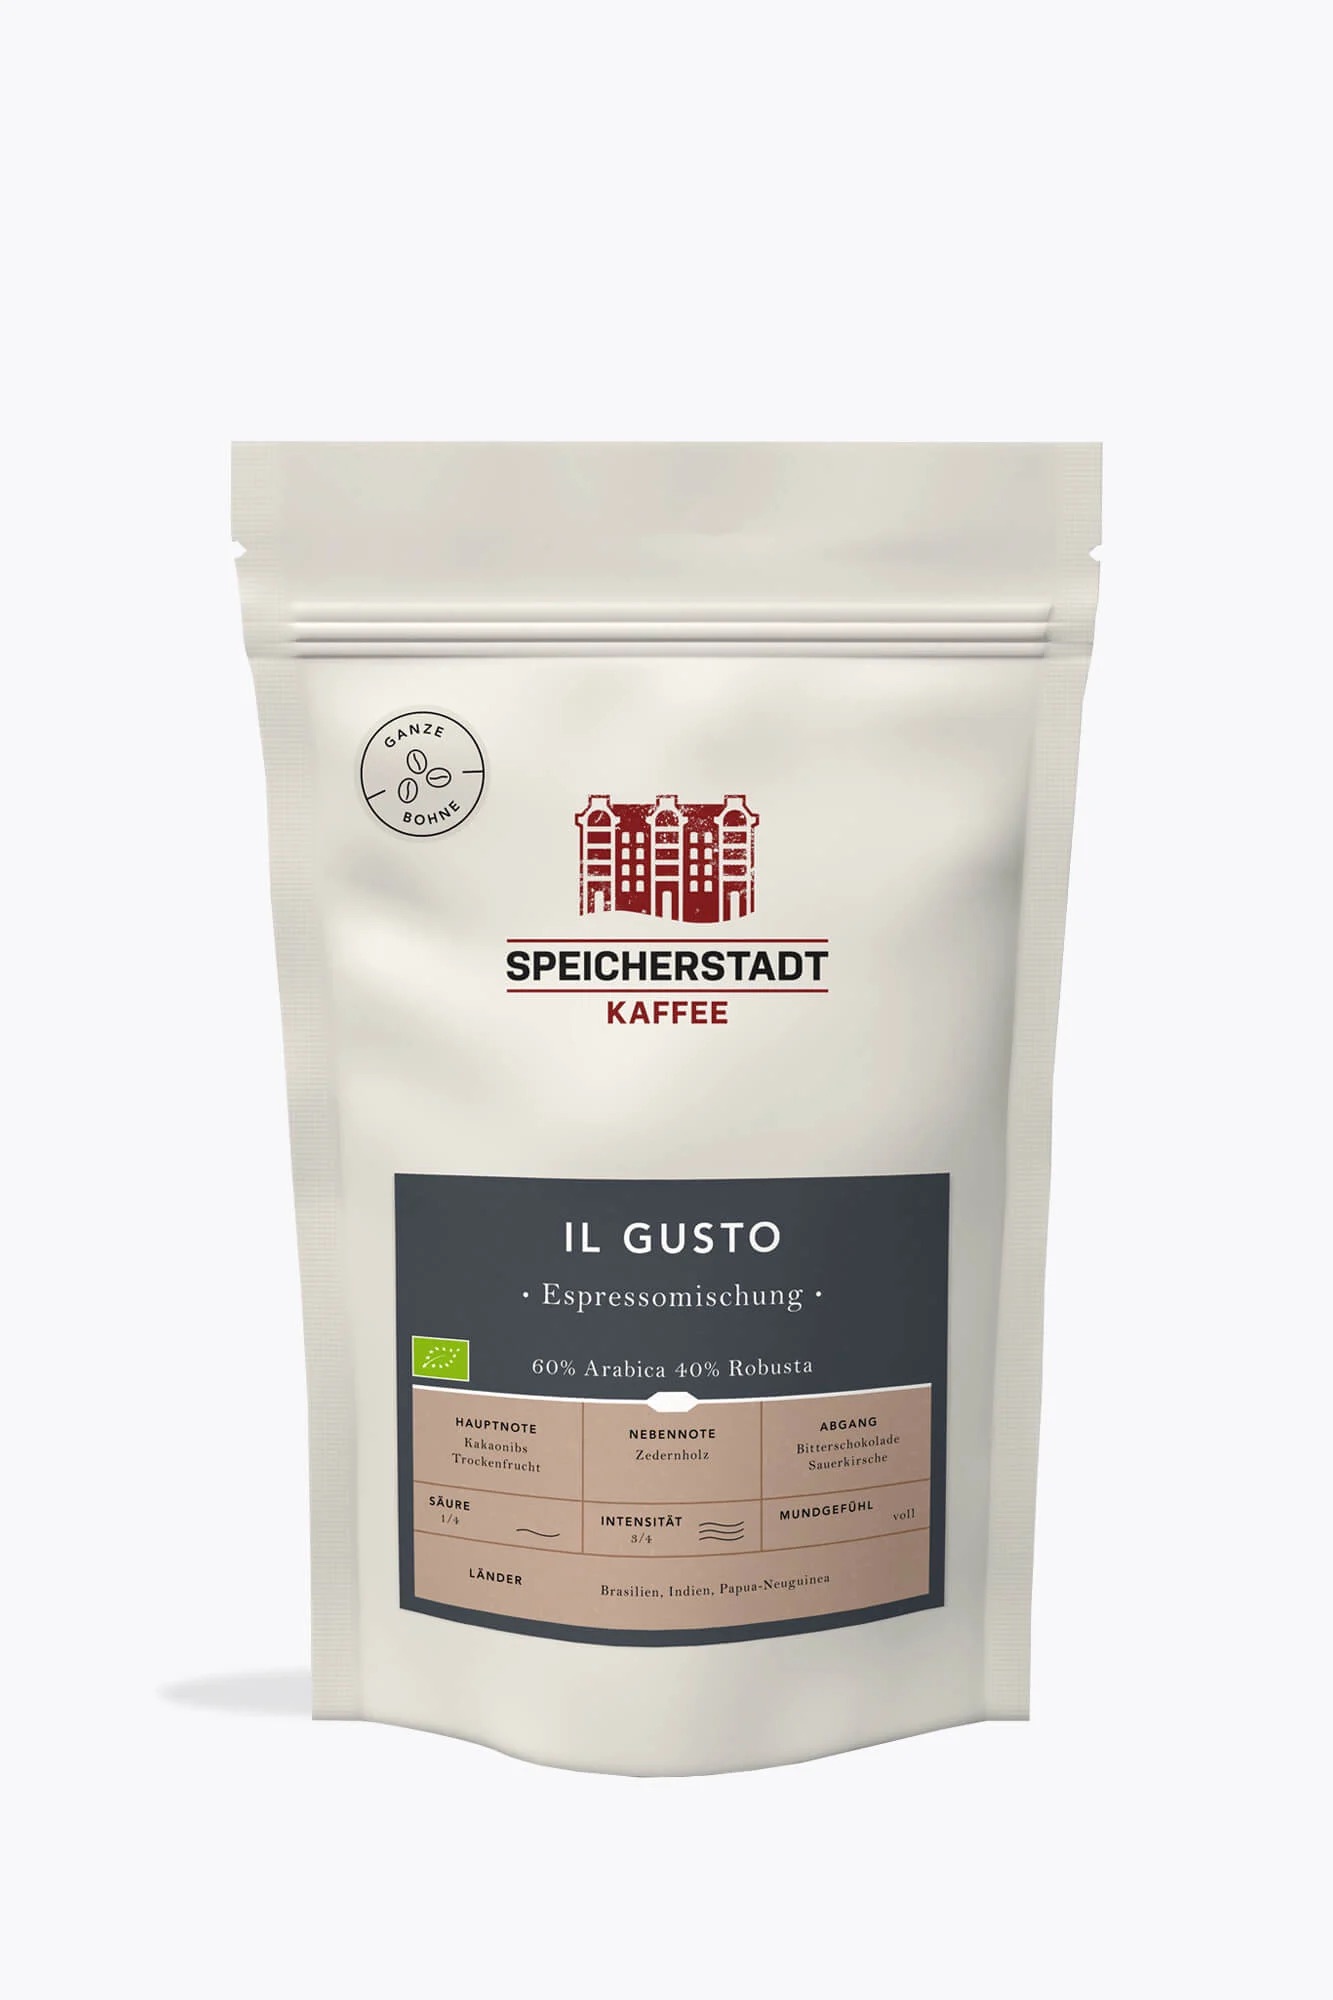 GANZE
BOHNE
SPEICHERSTADT
KAFFEE
IL GUSTO
· Espressomischung ·
60% Arabica 40% Robusta
HAUPTNOTE
Kakaonibs
Trockenfrucht
NEBENNOTE
Zedernholz
ABGANG
Bitterschokolade
Sauerkirsche
SÄURE
1/4
INTENSITÄT
3/4
MUNDGEFÜHL voll
LÄNDER Brasilien, Indien, Papua-Neuguinea